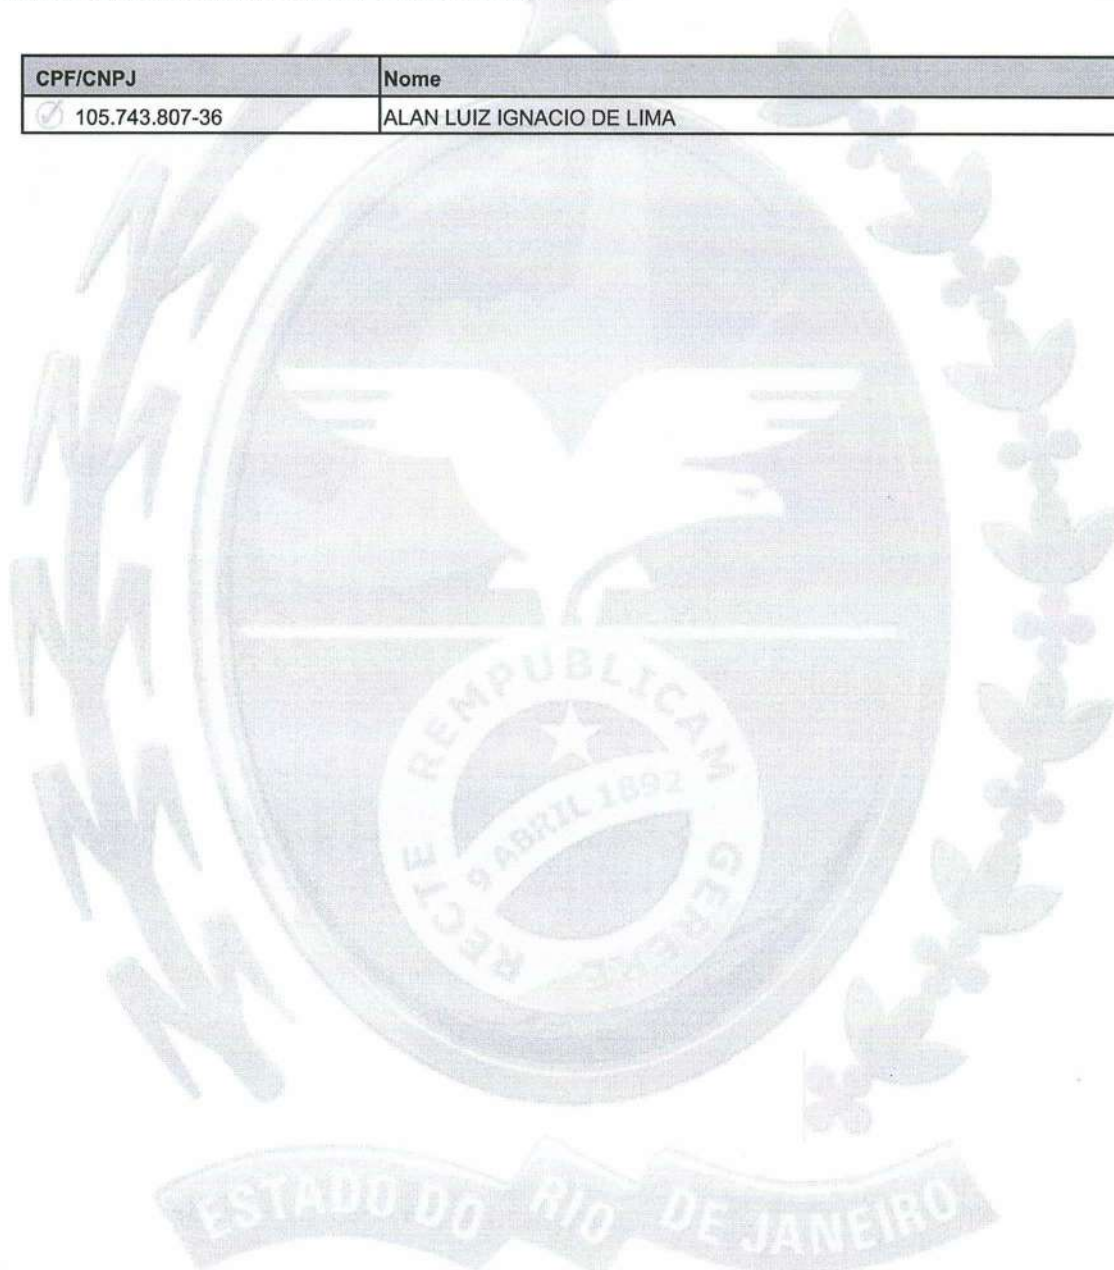 CPF/CNPJ Nome
105.743.807-36 ALAN LUIZ IGNACIO DE LIMA
RECTE REMPUBLICAM GERERE
9 ABRIL 1892
ESTADO DO RIO DE JANEIRO